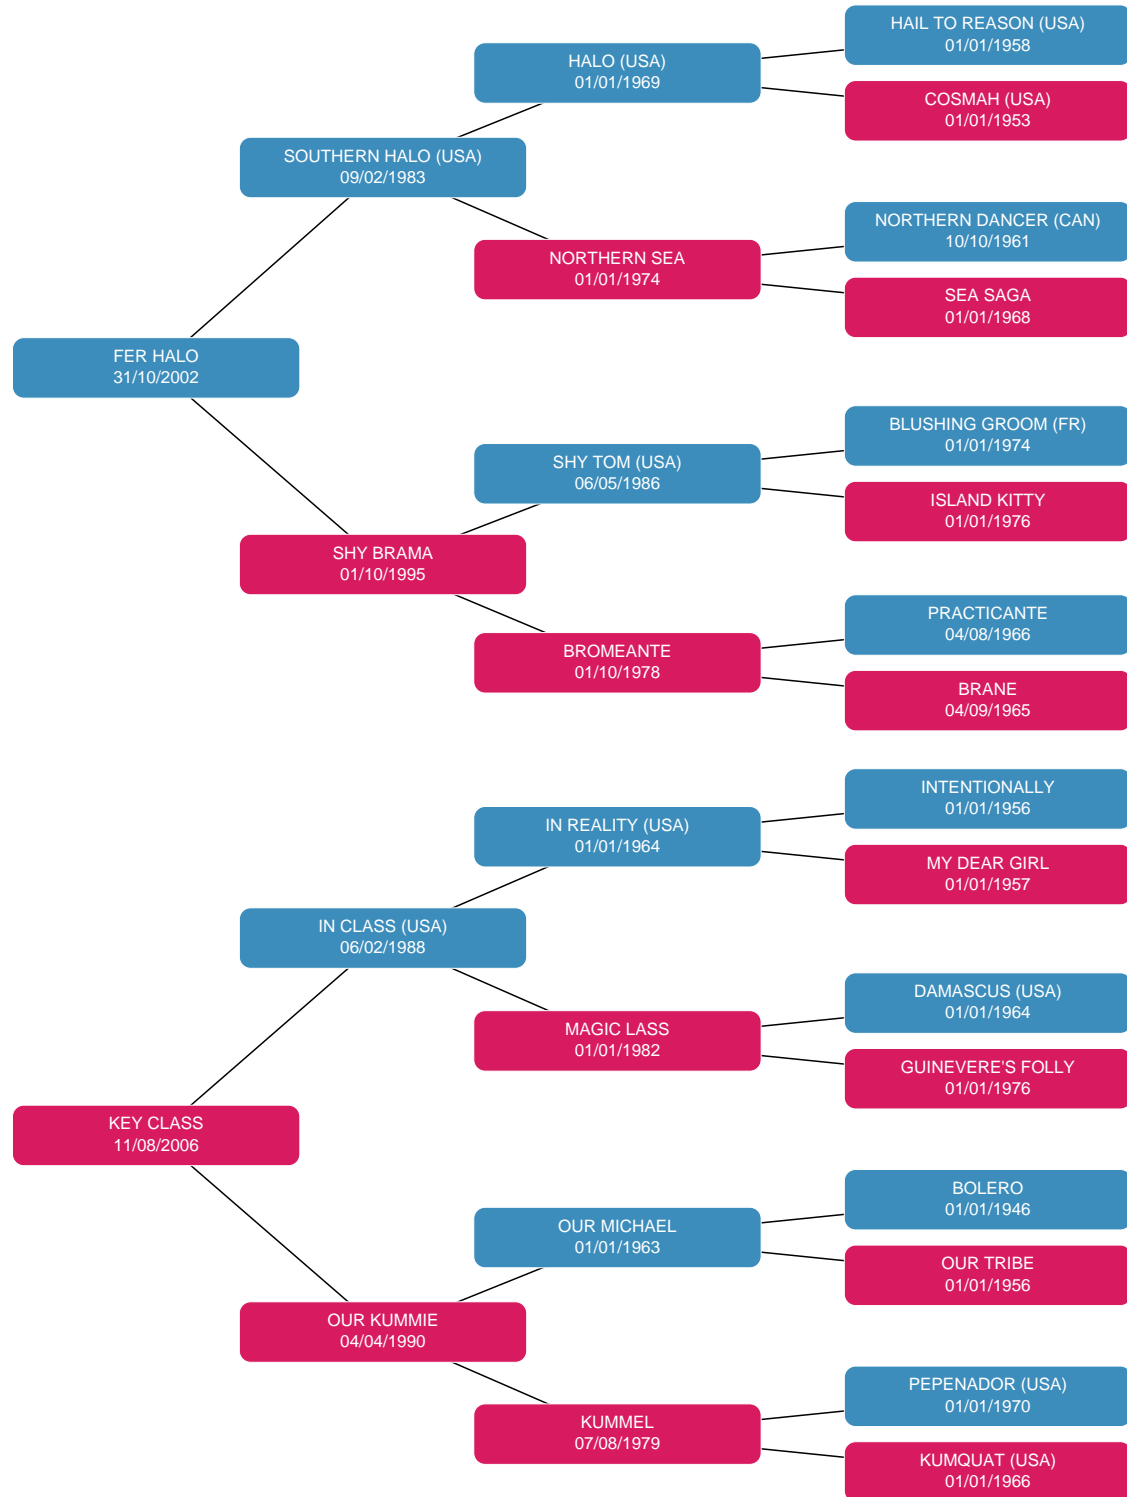 HAIL TO REASON (USA)
01/01/1958
HALO (USA)
01/01/1969
COSMAH (USA)
01/01/1953
SOUTHERN HALO (USA)
09/02/1983
NORTHERN DANCER (CAN)
10/10/1961
NORTHERN SEA
01/01/1974
SEA SAGA
01/01/1968
FER HALO
31/10/2002
BLUSHING GROOM (FR)
01/01/1974
SHY TOM (USA)
06/05/1986
ISLAND KITTY
01/01/1976
SHY BRAMA
01/10/1995
PRACTICANTE
04/08/1966
BROMEANTE
01/10/1978
BRANE
04/09/1965
INTENTIONALLY
01/01/1956
IN REALITY (USA)
01/01/1964
MY DEAR GIRL
01/01/1957
IN CLASS (USA)
06/02/1988
DAMASCUS (USA)
01/01/1964
MAGIC LASS
01/01/1982
GUINEVERE'S FOLLY
01/01/1976
KEY CLASS
11/08/2006
BOLERO
01/01/1946
OUR MICHAEL
01/01/1963
OUR TRIBE
01/01/1956
OUR KUMMIE
04/04/1990
PEPENADOR (USA)
01/01/1970
KUMMEL
07/08/1979
KUMQUAT (USA)
01/01/1966